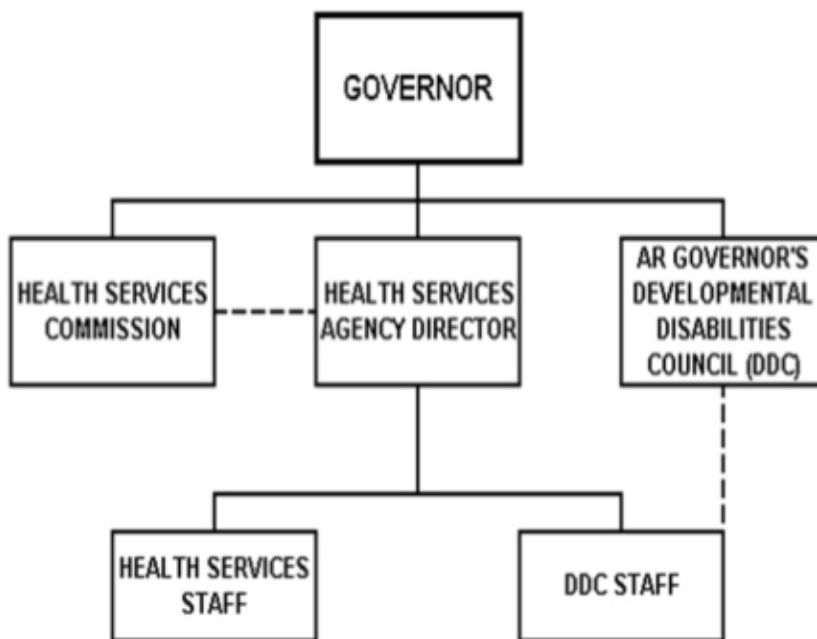 GOVERNOR
HEALTH SERVICES
COMMISSION
HEALTH SERVICES
AGENCY DIRECTOR
AR GOVERNOR'S
DEVELOPMENTAL
DISABILITIES
COUNCIL (DDC)
HEALTH SERVICES
STAFF
DDC STAFF